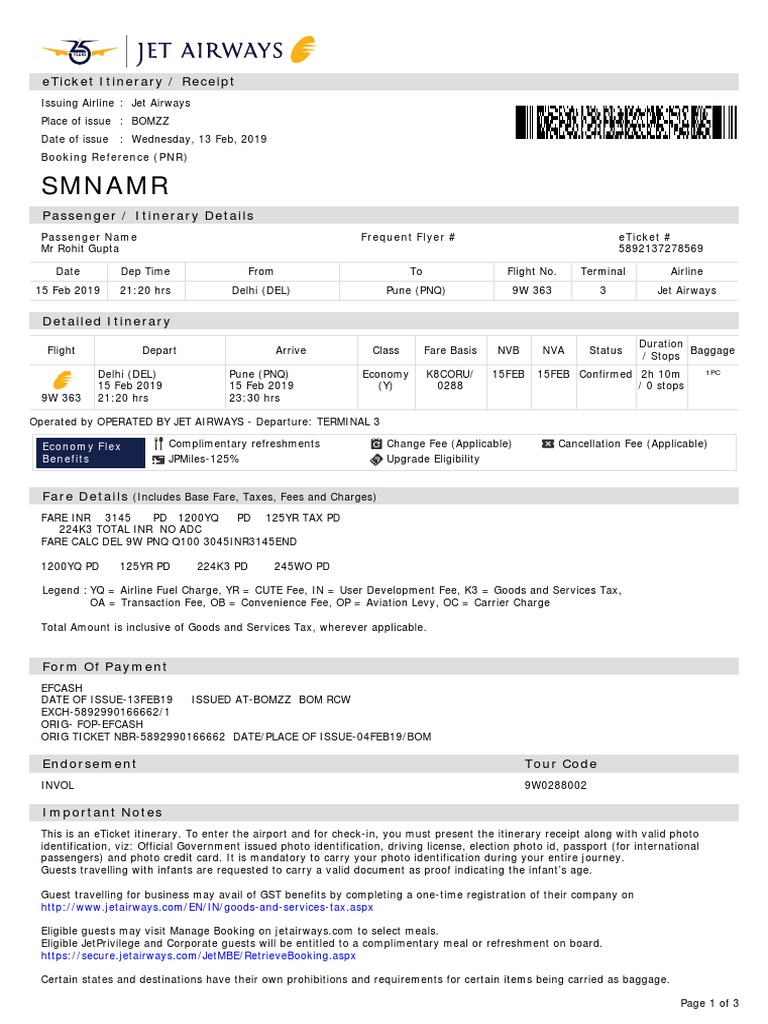 25 YEARS JET AIRWAYS
eTicket Itinerary / Receipt
Issuing Airline : Jet Airways
Place of issue : BOMZZ
Date of issue : Wednesday, 13 Feb, 2019
Booking Reference (PNR)
SMNAMR
Passenger / Itinerary Details
Passenger Name Frequent Flyer # eTicket #
Mr Rohit Gupta 5892137278569
Date Dep Time From To Flight No. Terminal Airline
15 Feb 2019 21:20 hrs Delhi (DEL) Pune (PNQ) 9W 363 3 Jet Airways
Detailed Itinerary
Flight Depart Arrive Class Fare Basis NVB NVA Status Duration / Stops Baggage
Delhi (DEL) Pune (PNQ) Economy K8CORU/ 15FEB 15FEB Confirmed 2h 10m 1PC
15 Feb 2019 15 Feb 2019 (Y) 0288 / 0 stops
9W 363 21:20 hrs 23:30 hrs
Operated by OPERATED BY JET AIRWAYS - Departure: TERMINAL 3
Economy Flex Complimentary refreshments Change Fee (Applicable) Cancellation Fee (Applicable)
Benefits JPMiles-125% Upgrade Eligibility
Fare Details (Includes Base Fare, Taxes, Fees and Charges)
FARE INR 3145 PD 1200YQ PD 125YR TAX PD
224K3 TOTAL INR NO ADC
FARE CALC DEL 9W PNQ Q100 3045INR3145END
1200YQ PD 125YR PD 224K3 PD 245WO PD
Legend : YQ = Airline Fuel Charge, YR = CUTE Fee, IN = User Development Fee, K3 = Goods and Services Tax,
OA = Transaction Fee, OB = Convenience Fee, OP = Aviation Levy, OC = Carrier Charge
Total Amount is inclusive of Goods and Services Tax, wherever applicable.
Form Of Payment
EFCASH
DATE OF ISSUE-13FEB19 ISSUED AT-BOMZZ BOM RCW
EXCH-5892990166662/1
ORIG- FOP-EFCASH
ORIG TICKET NBR-5892990166662 DATE/PLACE OF ISSUE-04FEB19/BOM
Endorsement Tour Code
INVOL 9W0288002
Important Notes
This is an eTicket itinerary. To enter the airport and for check-in, you must present the itinerary receipt along with valid photo
identification, viz: Official Government issued photo identification, driving license, election photo id, passport (for international
passengers) and photo credit card. It is mandatory to carry your photo identification during your entire journey.
Guests travelling with infants are requested to carry a valid document as proof indicating the infant's age.
Guest travelling for business may avail of GST benefits by completing a one-time registration of their company on
http://www.jetairways.com/EN/IN/goods-and-services-tax.aspx
Eligible guests may visit Manage Booking on jetairways.com to select meals.
Eligible JetPrivilege and Corporate guests will be entitled to a complimentary meal or refreshment on board.
https://secure.jetairways.com/JetMBE/RetrieveBooking.aspx
Certain states and destinations have their own prohibitions and requirements for certain items being carried as baggage.
Page 1 of 3